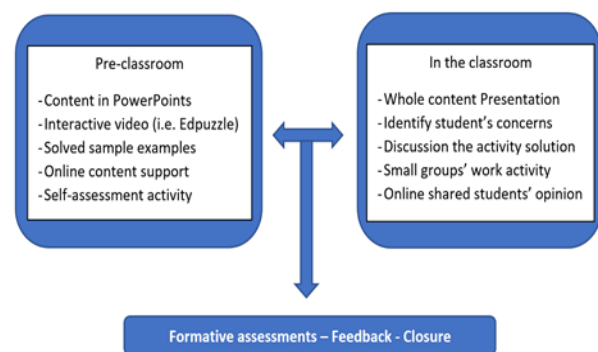 Pre-classroom
-Content in PowerPoints
-Interactive video (i.e. Edpuzzle)
-Solved sample examples
-Online content support
-Self-assessment activity
In the classroom
-Whole content Presentation
-Identify student's concerns
-Discussion the activity solution
-Small groups' work activity
-Online shared students' opinion
Formative assessments – Feedback - Closure